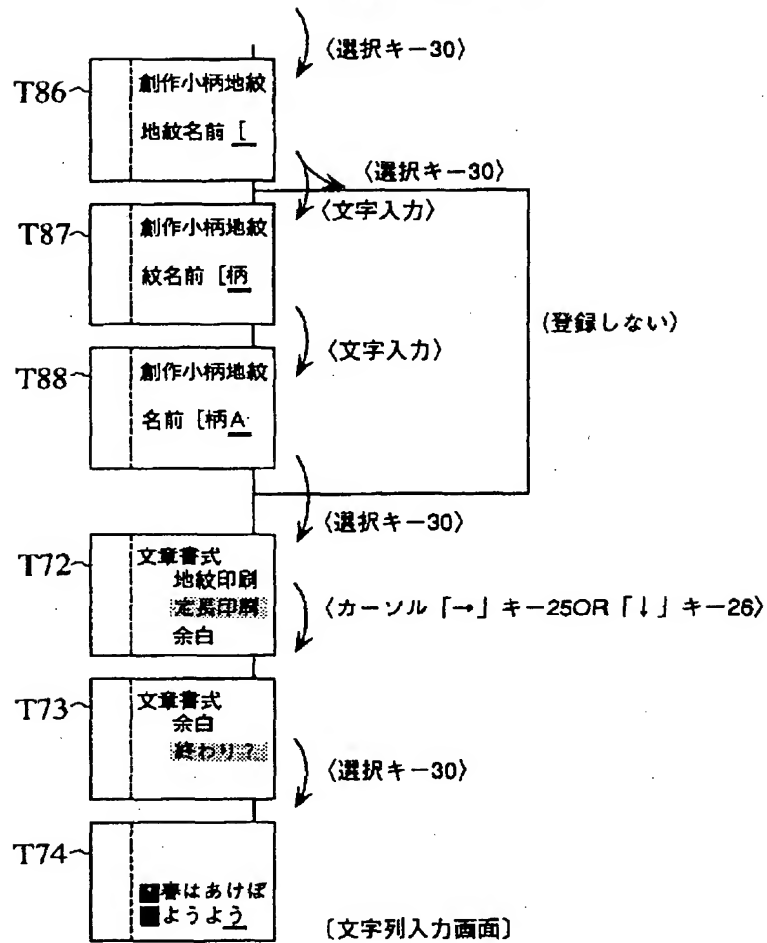 〈選択キー30〉
T86
創作小柄地紋
地紋名前 [
〈選択キー30〉
〈文字入力〉
T87
創作小柄地紋
紋名前 [柄
(登録しない)
〈文字入力〉
T88
創作小柄地紋
名前 [柄A
〈選択キー30〉
T72
文章書式
地紋印刷
定長印刷
余白
〈カーソル「→」キー25OR「↓」キー26〉
T73
文章書式
余白
終わり?
〈選択キー30〉
T74
春はあけぼ
ようよう
〔文字列入力画面〕